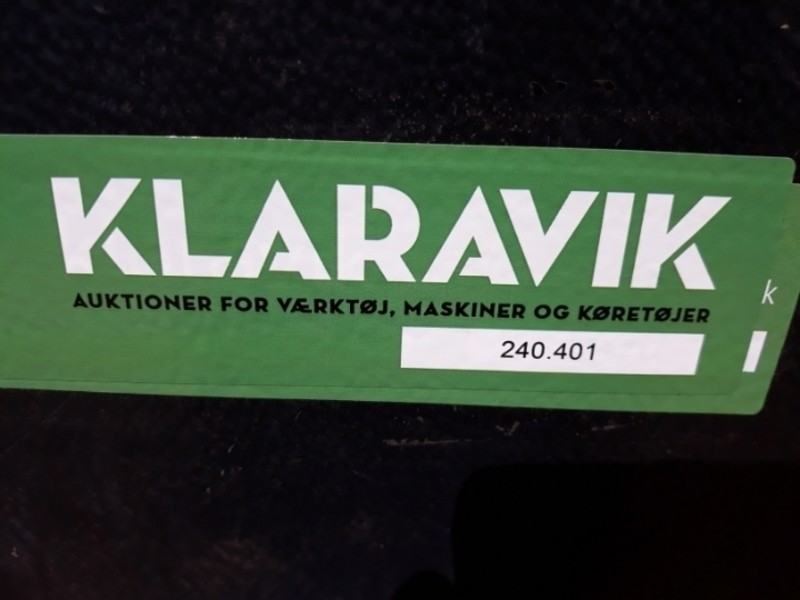 KLARAVIK
AUKTIONER FOR VÆRKTØJ, MASKINER OG KØRETØJER
240.401
k